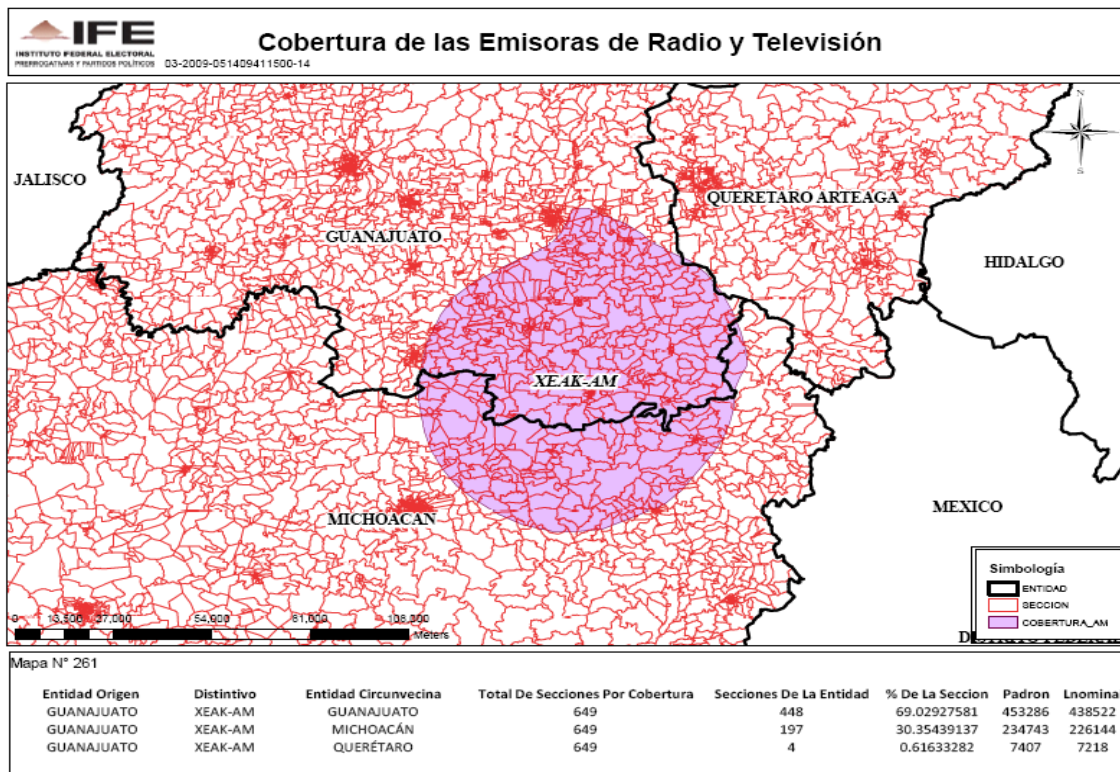 IFE
INSTITUTO FEDERAL ELECTORAL
PRERROGATIVAS Y PARTIDOS POLÍTICOS
03-2009-051409411500-14
Cobertura de las Emisoras de Radio y Televisión
N
S
JALISCO
QUERETARO ARTEAGA
GUANAJUATO
HIDALGO
XEAK-AM
MICHOACAN
MEXICO
Simbología
ENTIDAD
SECCION
COBERTURA_AM
0 13,500 27,000 54,000 81,000 108,000
Meters
Mapa N° 261
Entidad Origen Distintivo Entidad Circunvecina Total De Secciones Por Cobertura Secciones De La Entidad % De La Seccion Padron Lnomina
GUANAJUATO XEAK-AM GUANAJUATO 649 448 69.02927581 453286 438522
GUANAJUATO XEAK-AM MICHOACÁN 649 197 30.35439137 234743 226144
GUANAJUATO XEAK-AM QUERÉTARO 649 4 0.61633282 7407 7218